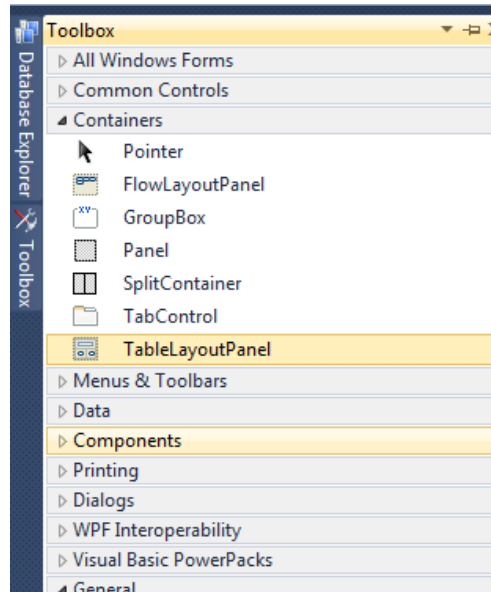 Toolbox
All Windows Forms
Common Controls
Containers
Pointer
FlowLayoutPanel
GroupBox
Panel
SplitContainer
TabControl
TableLayoutPanel
Menus & Toolbars
Data
Components
Printing
Dialogs
WPF Interoperability
Visual Basic PowerPacks
General
Database Explorer
Toolbox